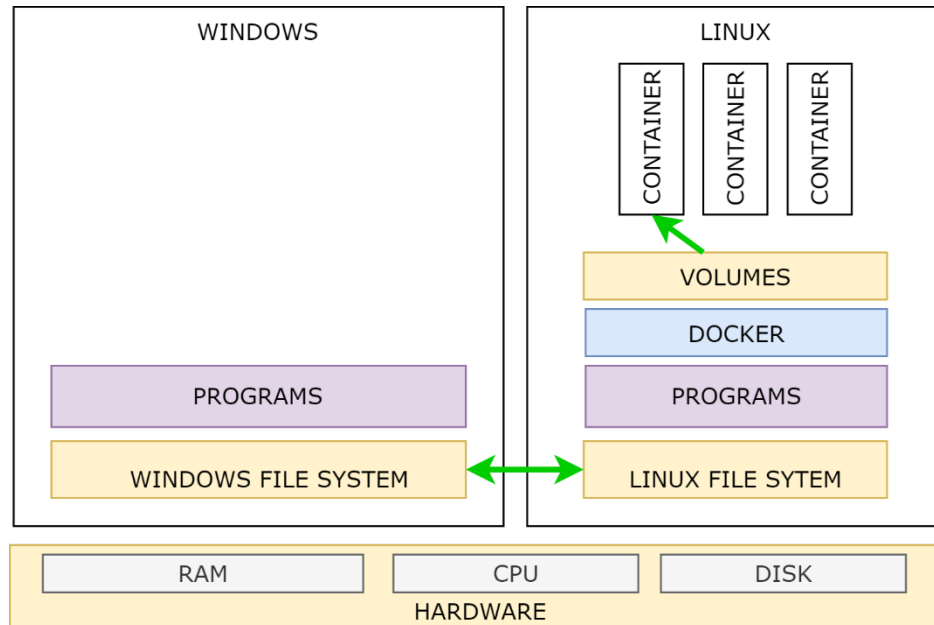 WINDOWS
LINUX
CONTAINER
CONTAINER
CONTAINER
VOLUMES
DOCKER
PROGRAMS
PROGRAMS
WINDOWS FILE SYSTEM
LINUX FILE SYTEM
RAM
CPU
DISK
HARDWARE